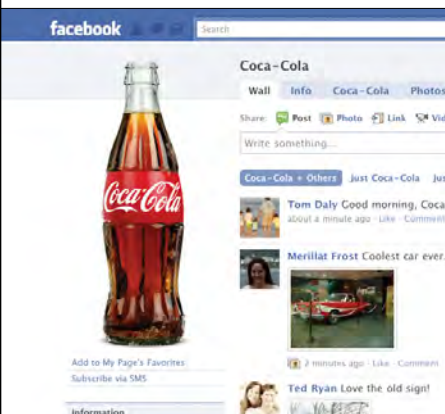 facebook
Search
Coca-Cola
Wall Info Coca-Cola Photos
Share: Post Photo Link Vid
Write something...
Coca-Cola + Others Just Coca-Cola Jus
Coca-Cola
Tom Daly Good morning, Coca
about a minute ago · Like · Comment
Merillat Frost Coolest car ever.
2 minutes ago · Like · Comment
Ted Ryan Love the old sign!
Add to My Page's Favorites
Subscribe via SMS
Information